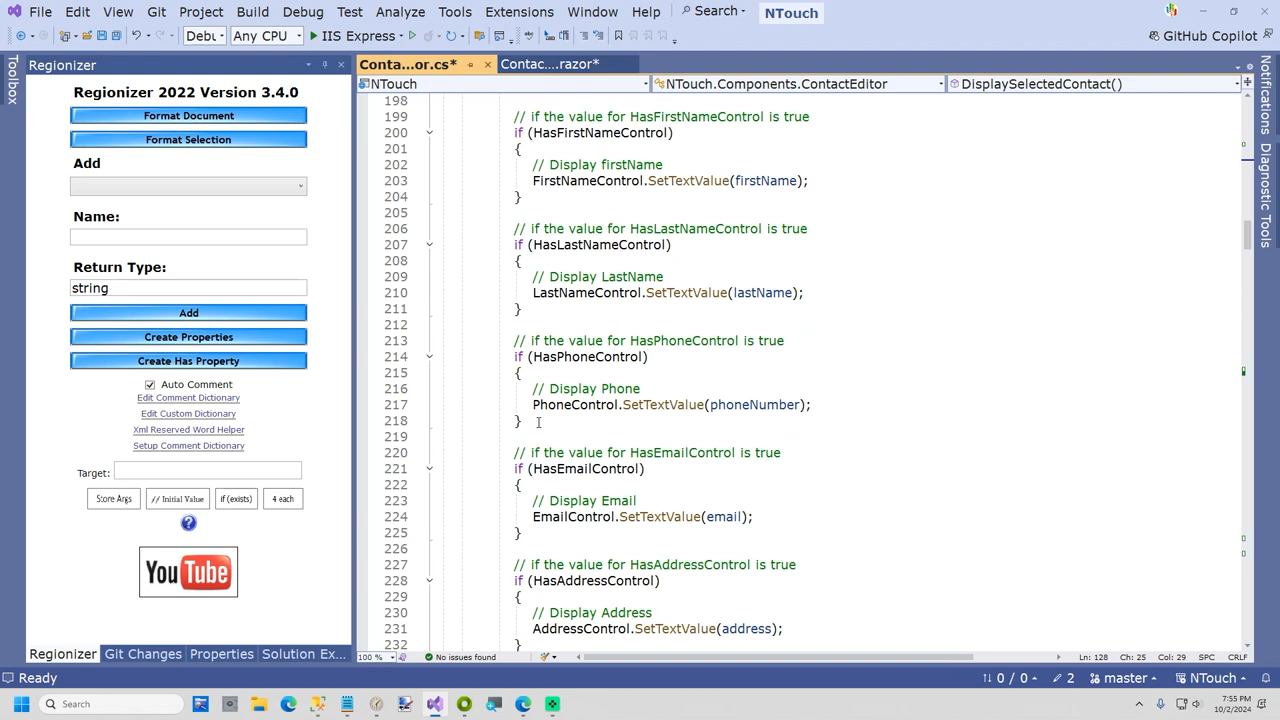 File Edit View Git Project Build Debug Test Analyze Tools Extensions Window Help Search NTouch
Debu Any CPU IIS Express GitHub Copilot
Toolbox
Regionizer
Regionizer 2022 Version 3.4.0
Format Document
Format Selection
Add
Name:
Return Type:
string
Add
Create Properties
Create Has Property
Auto Comment
Edit Comment Dictionary
Edit Custom Dictionary
Xml Reserved Word Helper
Setup Comment Dictionary
Target:
Store Args // Initial Value if (exists) 4 each
?
YouTube
Regionizer Git Changes Properties Solution Ex...
Conta...or.cs* Contac....razor*
NTouch NTouch.Components.ContactEditor DisplaySelectedContact()
198
199 // if the value for HasFirstNameControl is true
200 if (HasFirstNameControl)
201 {
202 // Display firstName
203 FirstNameControl.SetTextValue(firstName);
204 }
205
206 // if the value for HasLastNameControl is true
207 if (HasLastNameControl)
208 {
209 // Display LastName
210 LastNameControl.SetTextValue(lastName);
211 }
212
213 // if the value for HasPhoneControl is true
214 if (HasPhoneControl)
215 {
216 // Display Phone
217 PhoneControl.SetTextValue(phoneNumber);
218 }
219
220 // if the value for HasEmailControl is true
221 if (HasEmailControl)
222 {
223 // Display Email
224 EmailControl.SetTextValue(email);
225 }
226
227 // if the value for HasAddressControl is true
228 if (HasAddressControl)
229 {
230 // Display Address
231 AddressControl.SetTextValue(address);
232 }
100 % No issues found Ln: 128 Ch: 25 Col: 29 SPC CRLF
Notifications
Diagnostic Tools
Ready 0 / 0 2 master NTouch
Search
7:55 PM
10/2/2024